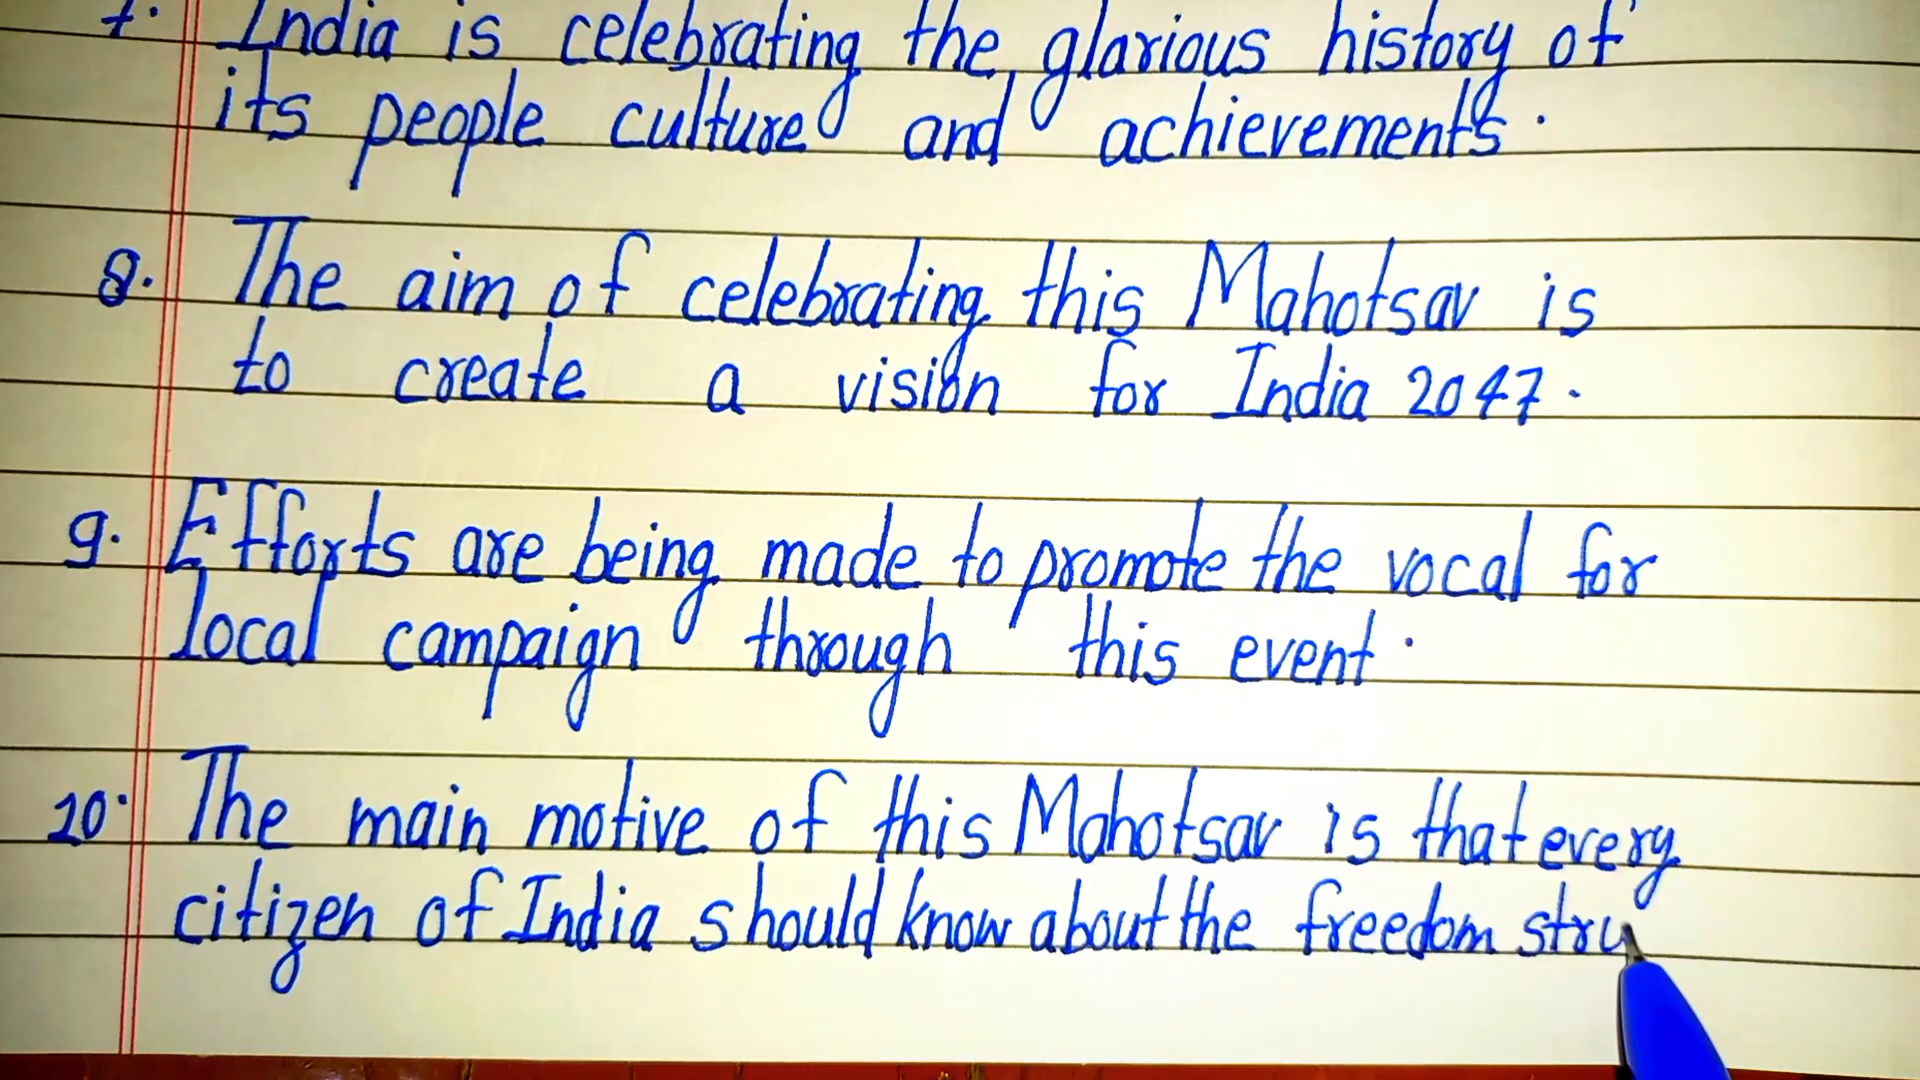 7. India is celebrating the glorious history of
its people culture and achievements.
8. The aim of celebrating this Mahotsav is
to create a vision for India 2047.
9. Efforts are being made to promote the vocal for
local campaign through this event.
10. The main motive of this Mahotsav is that every
citizen of India should know about the freedom stru